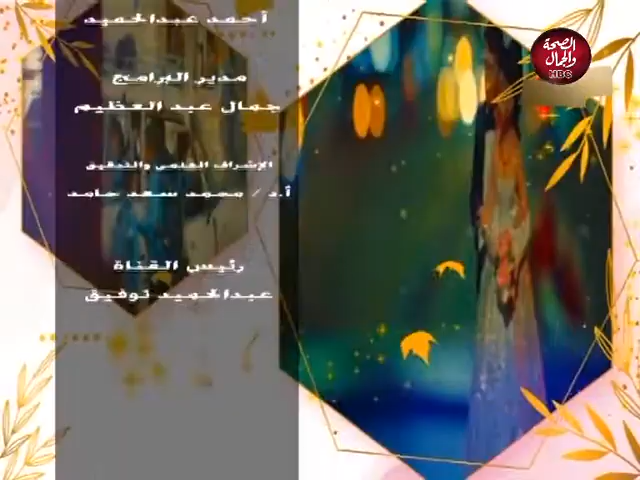 أحمد عبدالحميد
مدير البرامج
جمال عبد العظيم
الإشراف العلمى والتدقيق
أ.د / محمد سعد حامد
رئيس القناة
عبدالحميد توفيق
الصحة
والجمال
HBC